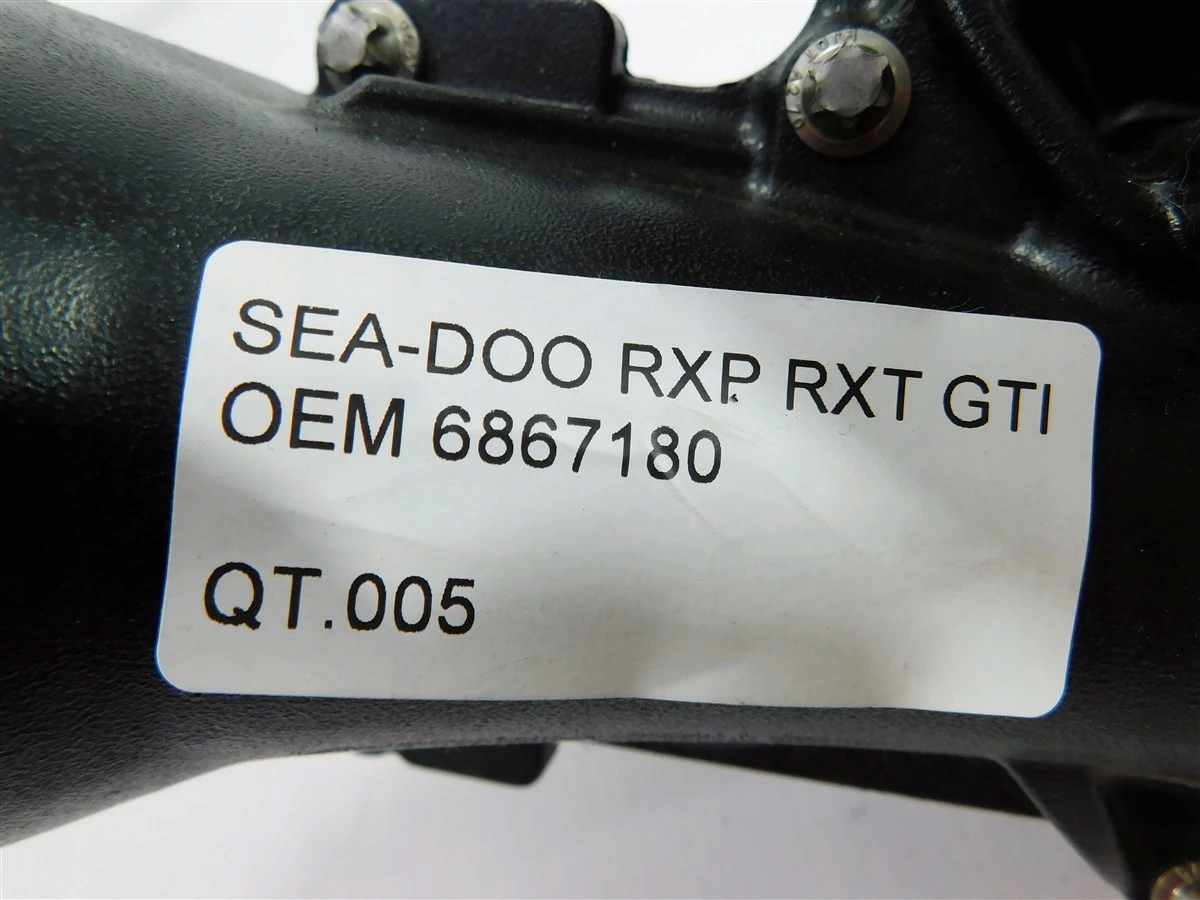 SEA-DOO RXP RXT GTI
OEM 6867180
QT.005